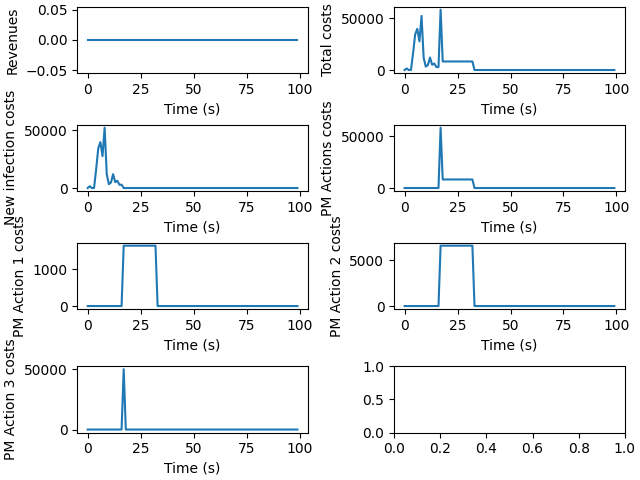 Revenues
0.05
0.00
−0.05
0 25 50 75 100
Time (s)
Total costs
50000
0
0 25 50 75 100
Time (s)
New infection costs
50000
0
0 25 50 75 100
Time (s)
PM Actions costs
50000
0
0 25 50 75 100
Time (s)
PM Action 1 costs
1000
0
0 25 50 75 100
Time (s)
PM Action 2 costs
5000
0
0 25 50 75 100
Time (s)
PM Action 3 costs
50000
0
0 25 50 75 100
Time (s)
1.0
0.5
0.0
0.0 0.2 0.4 0.6 0.8 1.0